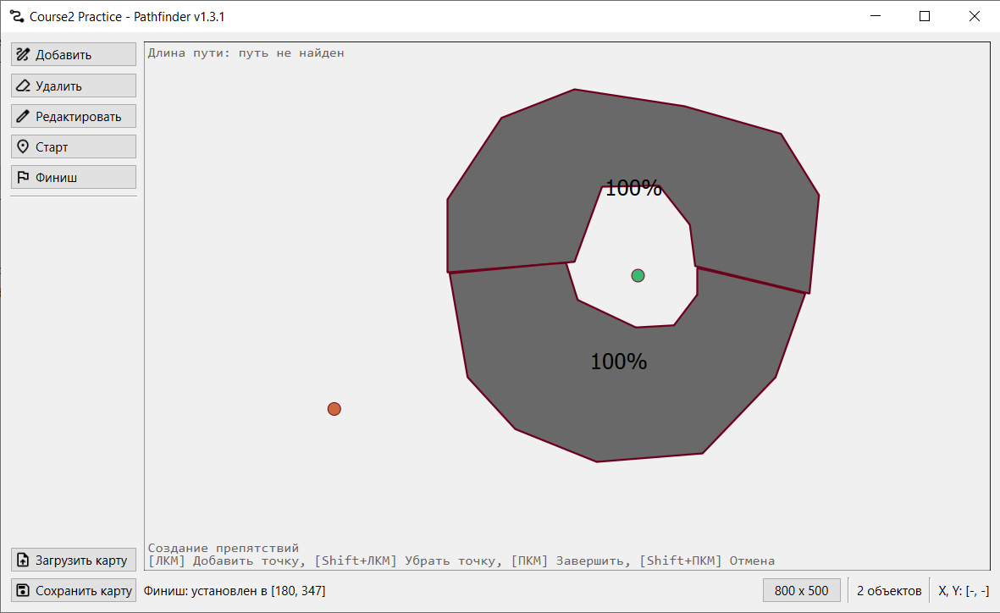 Course2 Practice - Pathfinder v1.3.1
Добавить
Удалить
Редактировать
Старт
Финиш
Длина пути: путь не найден
100%
100%
Создание препятствий
[ЛКМ] Добавить точку, [Shift+ЛКМ] Убрать точку, [ПКМ] Завершить, [Shift+ПКМ] Отмена
Загрузить карту
Сохранить карту
Финиш: установлен в [180, 347]
800 x 500
2 объектов
X, Y: [-, -]